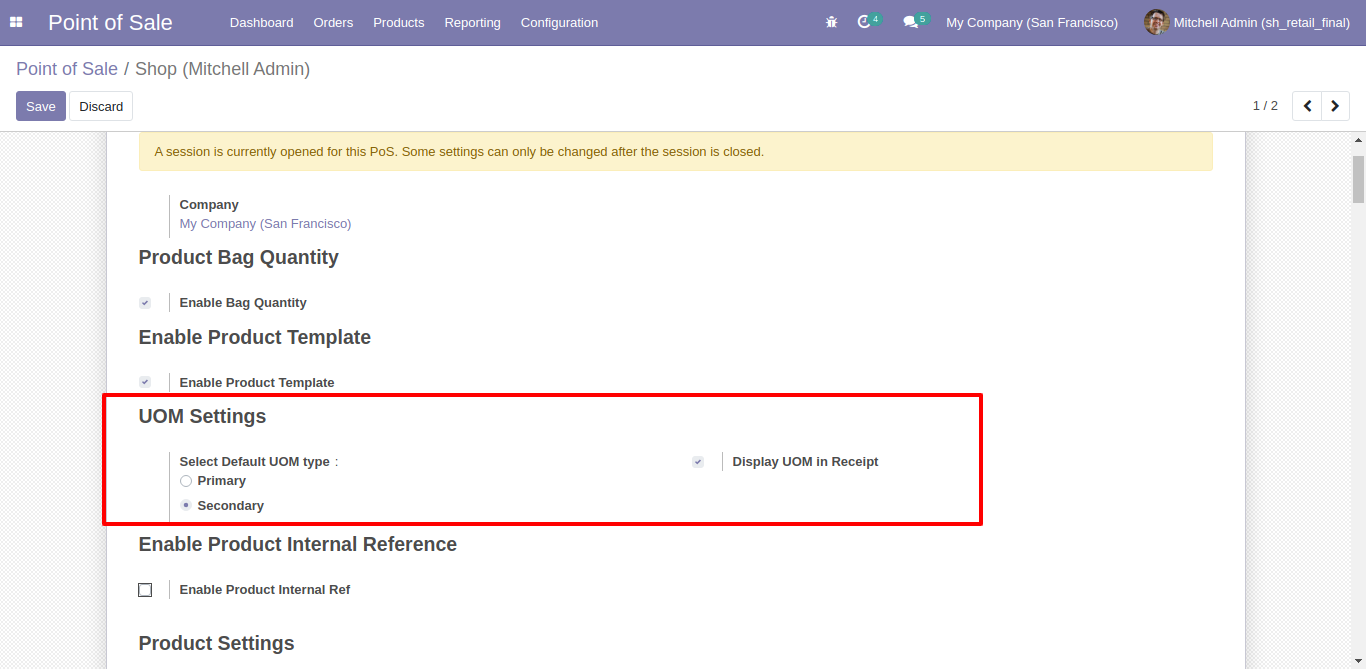 Point of Sale Dashboard Orders Products Reporting Configuration 4 5 My Company (San Francisco) Mitchell Admin (sh_retail_final)
Point of Sale / Shop (Mitchell Admin)
Save Discard 1 / 2
A session is currently opened for this PoS. Some settings can only be changed after the session is closed.
Company
My Company (San Francisco)
Product Bag Quantity
Enable Bag Quantity
Enable Product Template
Enable Product Template
UOM Settings
Select Default UOM type : Display UOM in Receipt
Primary
Secondary
Enable Product Internal Reference
Enable Product Internal Ref
Product Settings